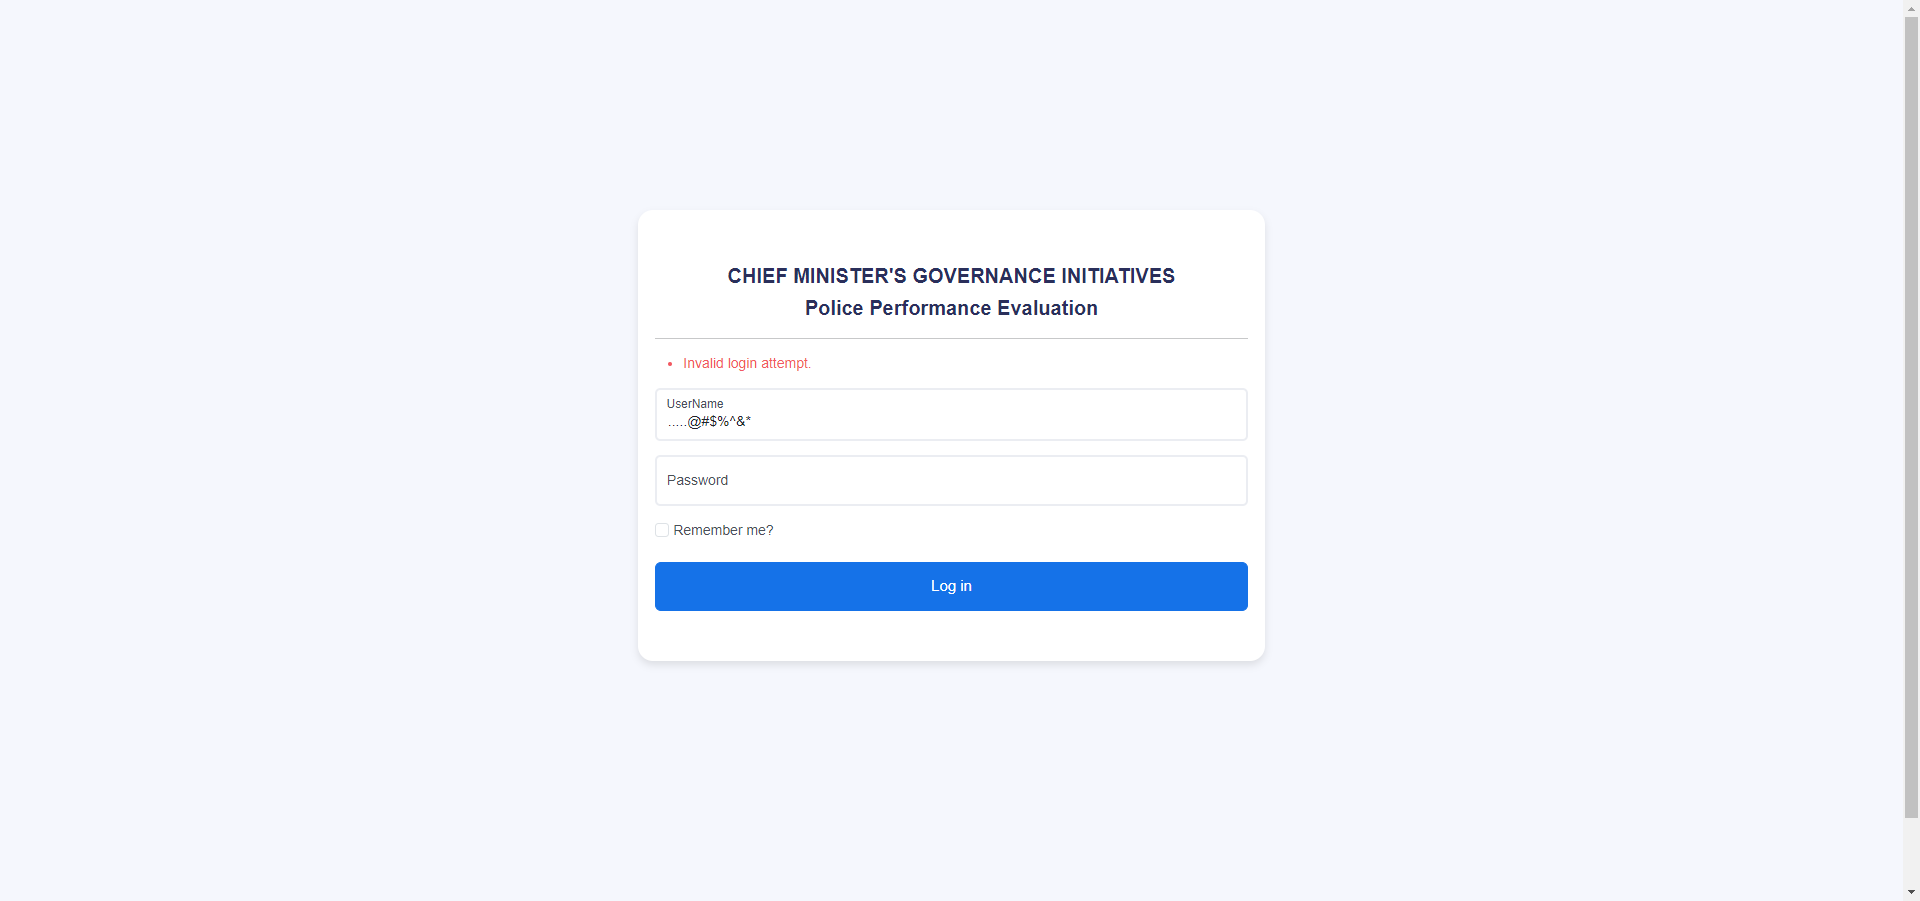 CHIEF MINISTER'S GOVERNANCE INITIATIVES
Police Performance Evaluation
• Invalid login attempt.
UserName
.....@#$%^&*
Password
Remember me?
Log in